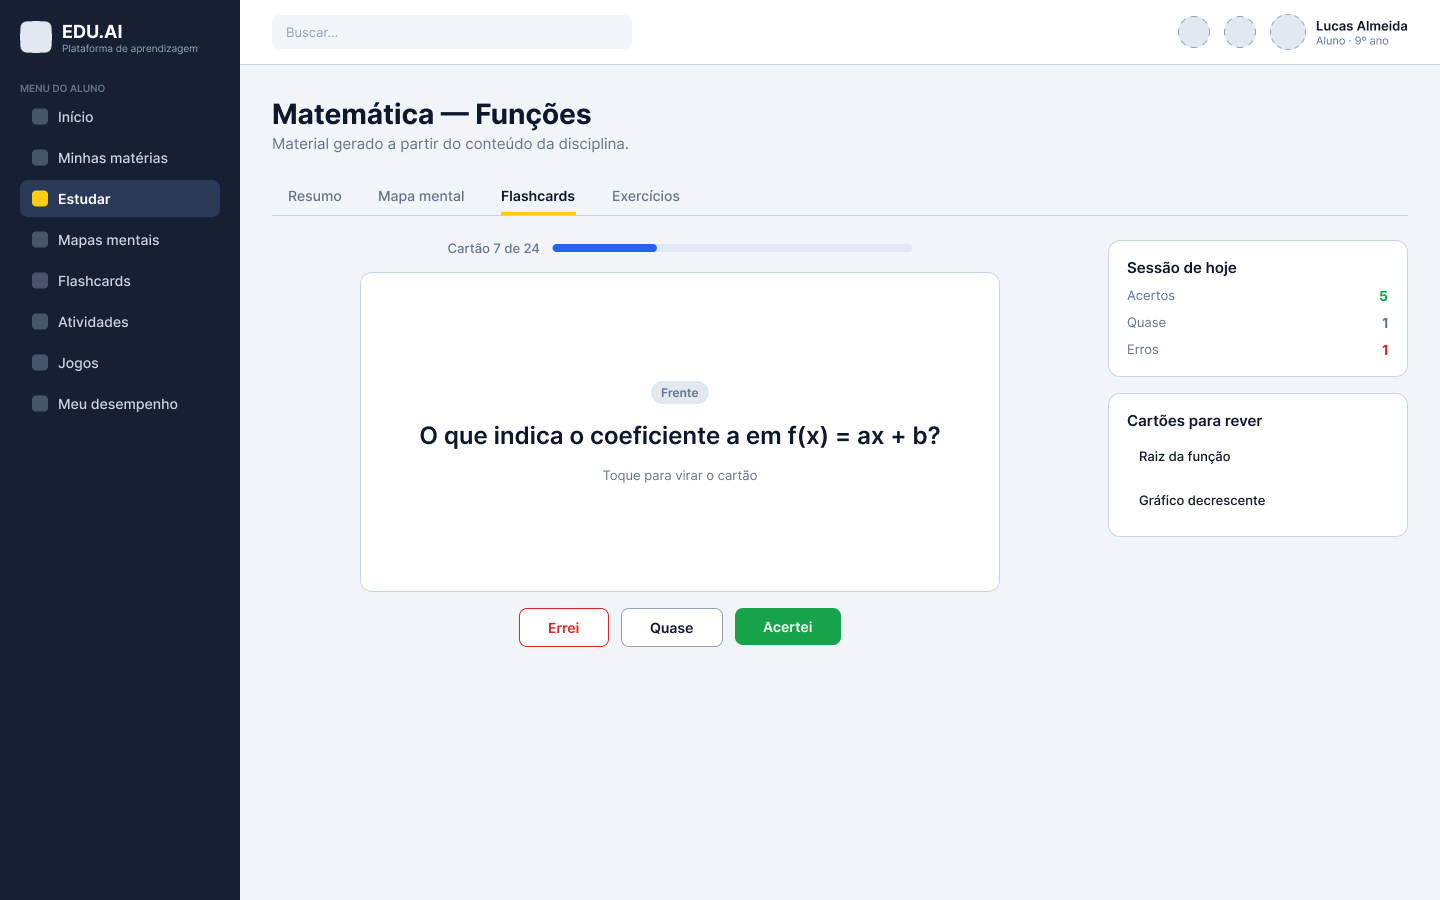 EDU.AI
Plataforma de aprendizagem
MENU DO ALUNO
Início
Minhas matérias
Estudar
Mapas mentais
Flashcards
Atividades
Jogos
Meu desempenho
Buscar...
Lucas Almeida
Aluno · 9º ano
Matemática — Funções
Material gerado a partir do conteúdo da disciplina.
Resumo
Mapa mental
Flashcards
Exercícios
Cartão 7 de 24
Frente
O que indica o coeficiente a em f(x) = ax + b?
Toque para virar o cartão
Errei
Quase
Acertei
Sessão de hoje
Acertos 5
Quase 1
Erros 1
Cartões para rever
Raiz da função
Gráfico decrescente